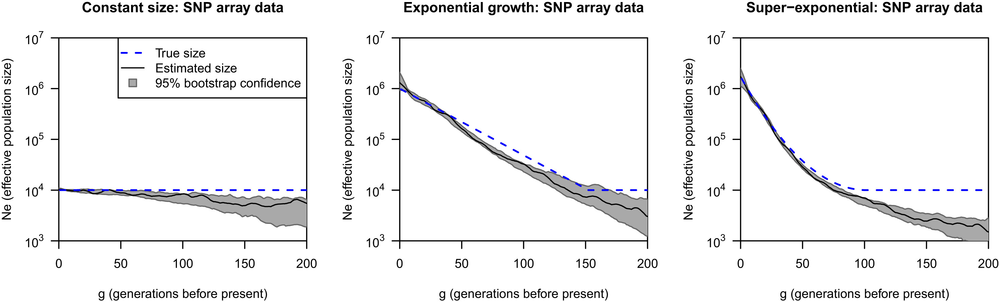 Constant size: SNP array data
Ne (effective population size)
10^7
10^6
10^5
10^4
10^3
True size
Estimated size
95% bootstrap confidence
0 50 100 150 200
g (generations before present)
Exponential growth: SNP array data
Ne (effective population size)
10^7
10^6
10^5
10^4
10^3
0 50 100 150 200
g (generations before present)
Super−exponential: SNP array data
Ne (effective population size)
10^7
10^6
10^5
10^4
10^3
0 50 100 150 200
g (generations before present)